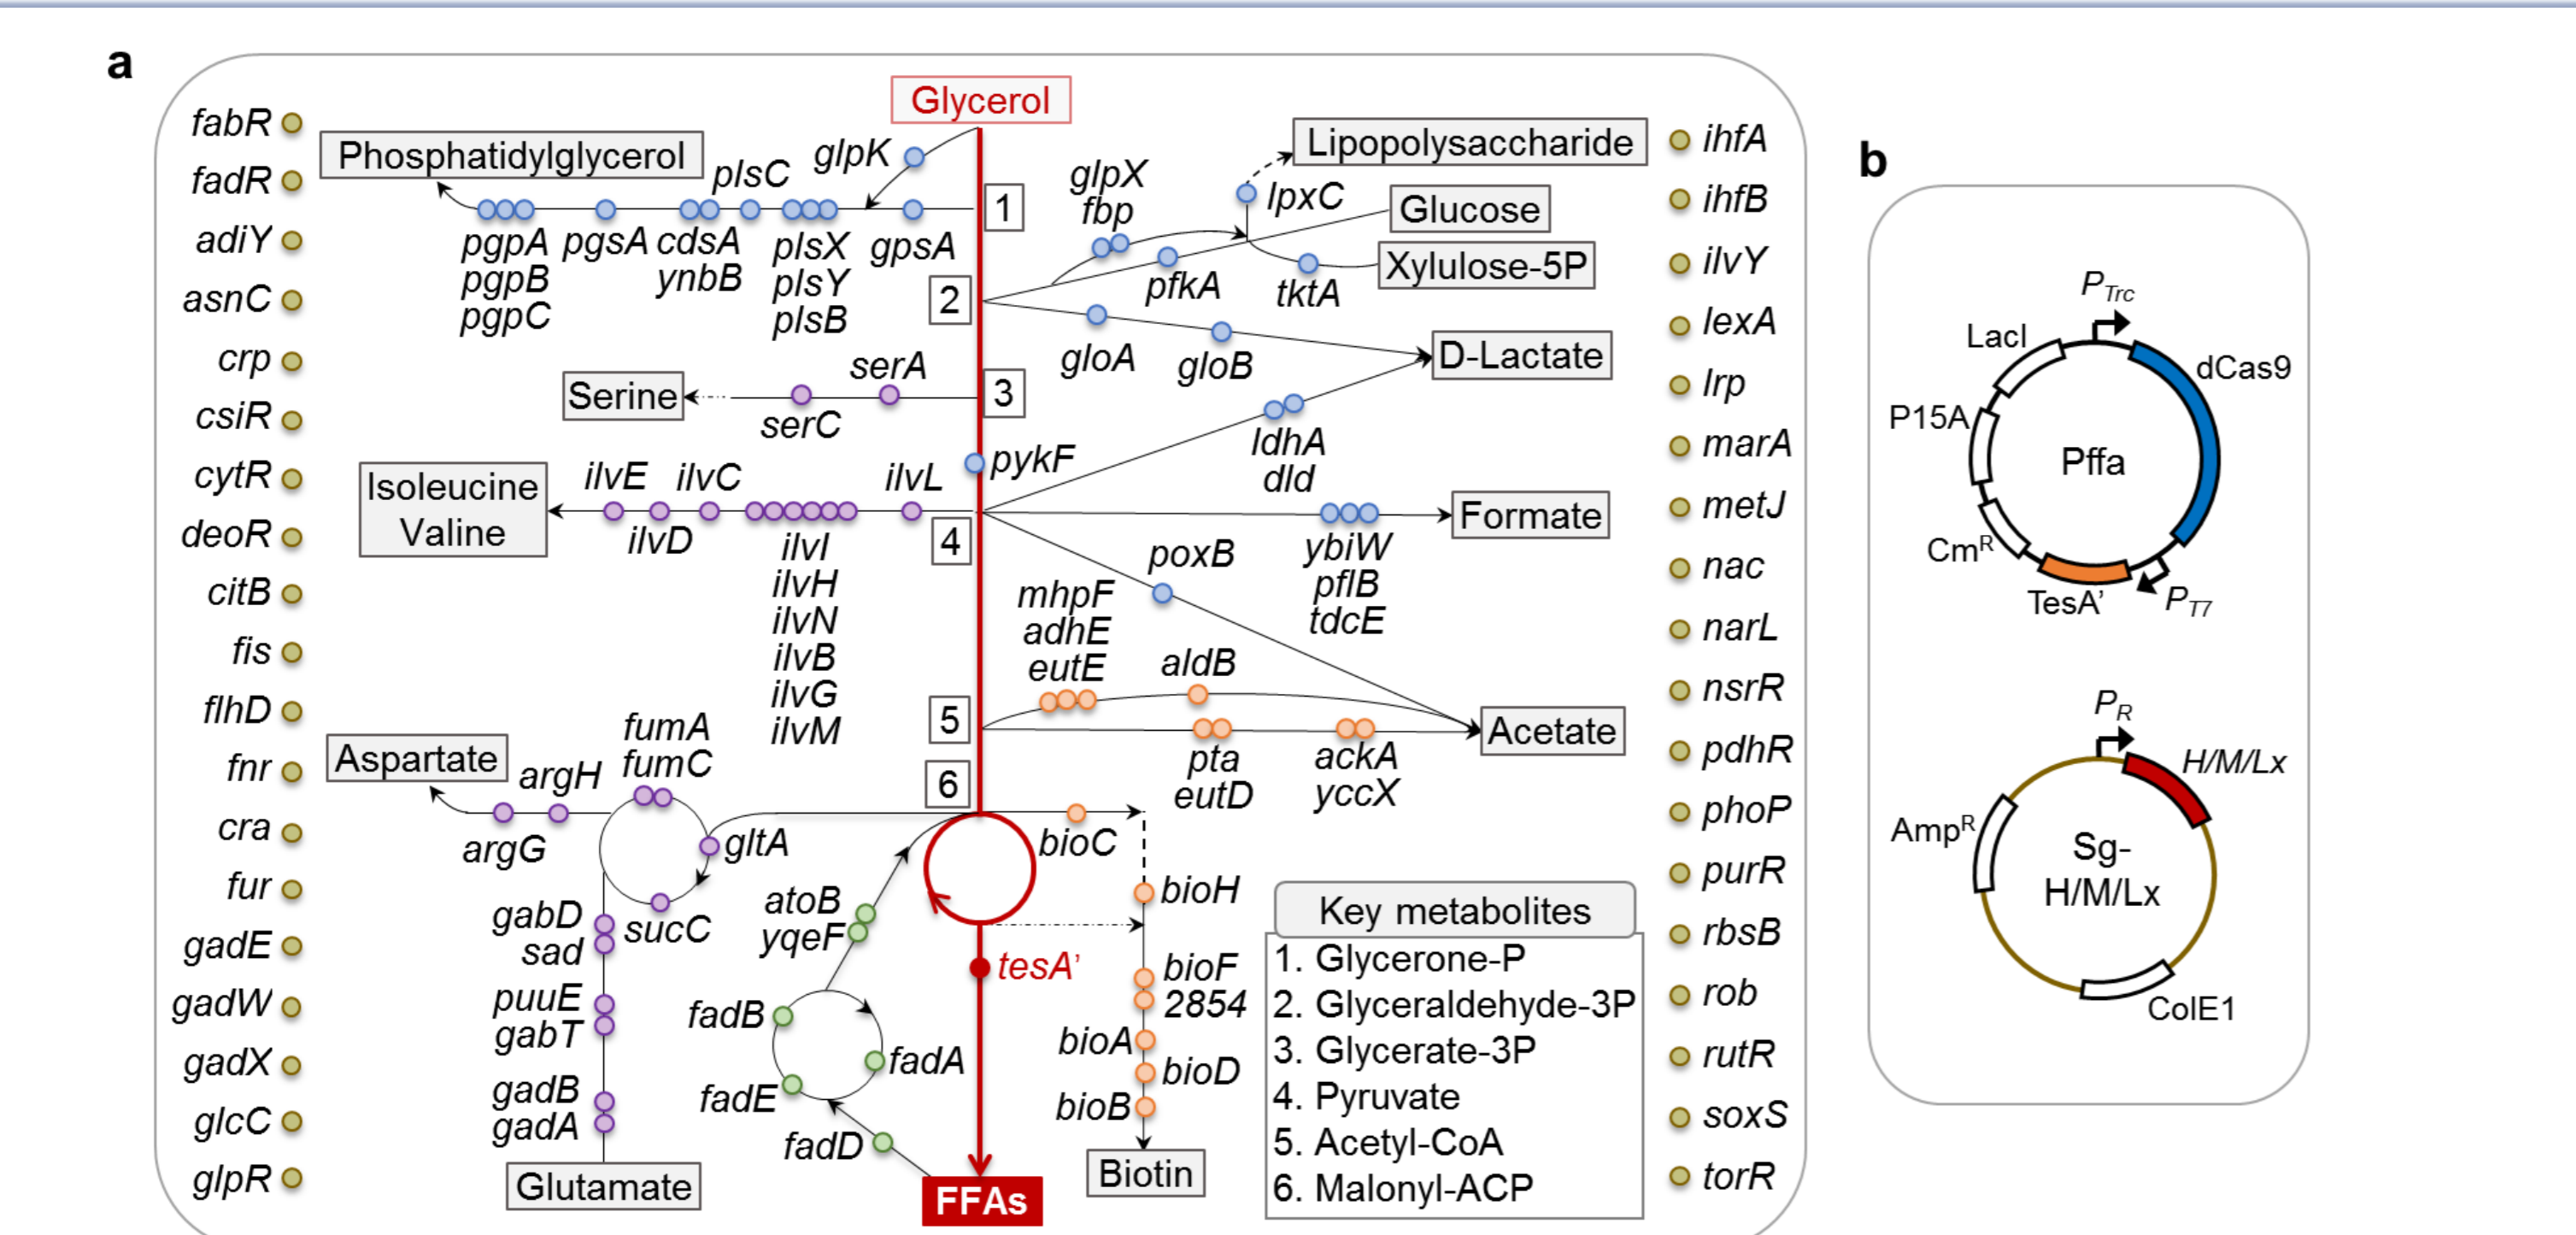 a
fabR
fadR
adiY
asnC
crp
csiR
cytR
deoR
citB
fis
flhD
fnr
cra
fur
gadE
gadW
gadX
glcC
glpR
Glycerol
Phosphatidylglycerol
glpK
plsC
pgpA
pgpB
pgpC
pgsA
cdsA
ynbB
plsX
plsY
plsB
gpsA
1
2
3
4
5
6
glpX
fbp
lpxC
Lipopolysaccharide
Glucose
Xylulose-5P
pfkA
tktA
gloA
gloB
D-Lactate
Serine
serA
serC
pykF
ldhA
dld
Isoleucine
Valine
ilvE
ilvC
ilvL
ilvD
ilvI
ilvH
ilvN
ilvB
ilvG
ilvM
Formate
ybiW
pflB
tdcE
poxB
mhpF
adhE
eutE
aldB
Acetate
pta
eutD
ackA
yccX
Aspartate
argH
argG
fumA
fumC
gltA
sucC
gabD
sad
puuE
gabT
gadB
gadA
Glutamate
atoB
yqeF
fadB
fadA
fadE
fadD
tesA’
FFAs
bioC
bioH
bioF
2854
bioA
bioD
bioB
Biotin
Key metabolites
1. Glycerone-P
2. Glyceraldehyde-3P
3. Glycerate-3P
4. Pyruvate
5. Acetyl-CoA
6. Malonyl-ACP
ihfA
ihfB
ilvY
lexA
lrp
marA
metJ
nac
narL
nsrR
pdhR
phoP
purR
rbsB
rob
rutR
soxS
torR
b
PTrc
LacI
dCas9
P15A
Pffa
CmR
TesA’
PT7
PR
H/M/Lx
AmpR
Sg-
H/M/Lx
ColE1